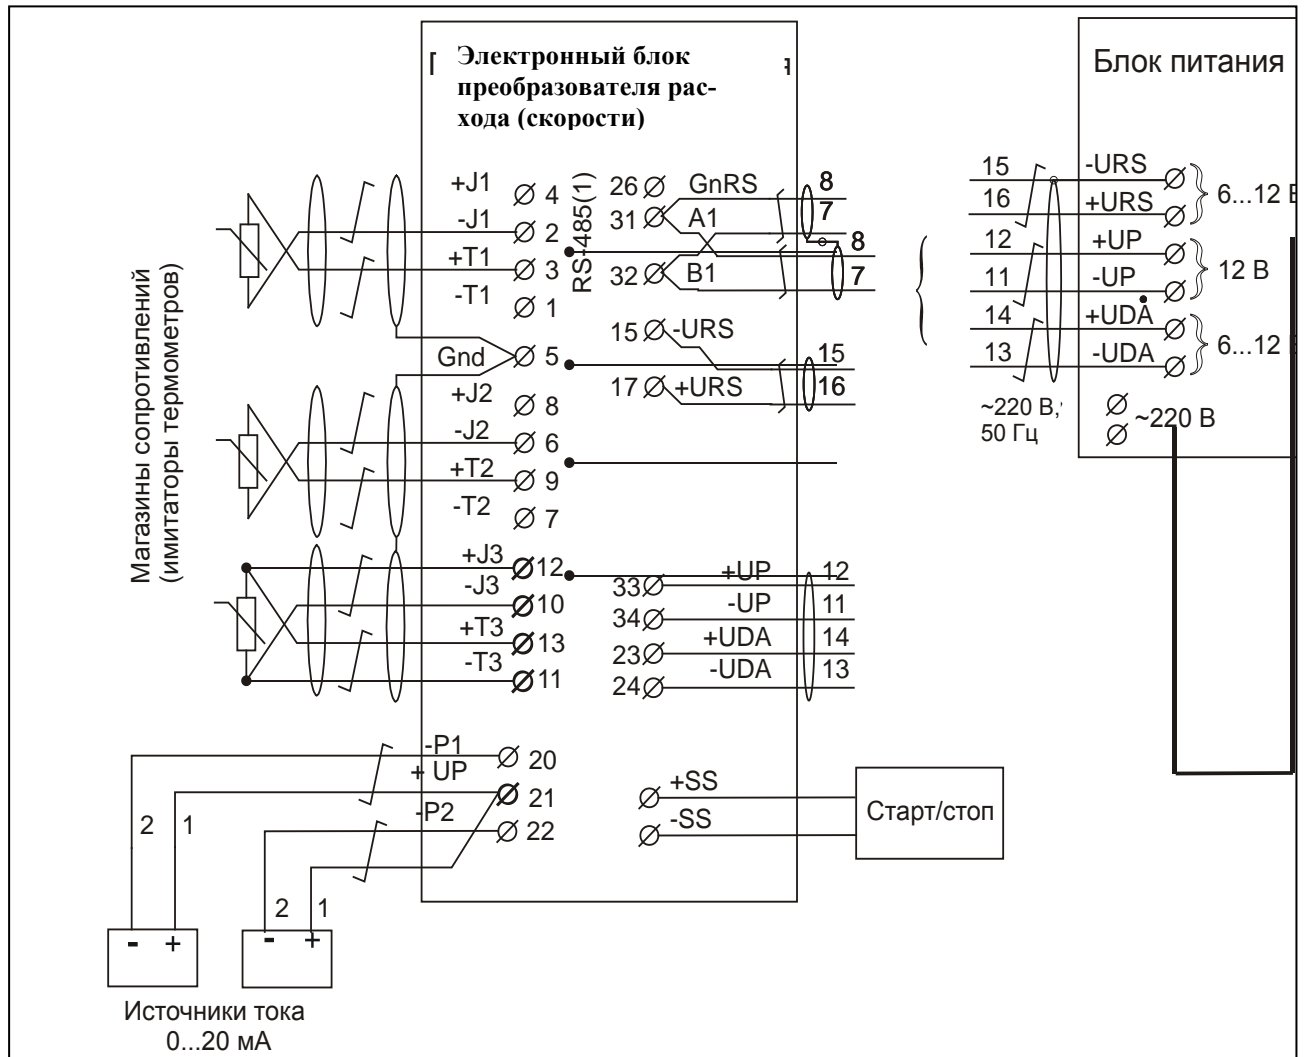 Электронный блок
преобразователя рас-
хода (скорости)
Блок питания
Магазины сопротивлений
(имитаторы термометров)
+J1
4
-J1
2
+T1
3
-T1
1
Gnd
5
+J2
8
-J2
6
+T2
9
-T2
7
+J3
12
-J3
10
+T3
13
-T3
11
-P1
20
+ UP
21
-P2
22
RS-485(1)
26
GnRS
8
31
A1
7
8
32
B1
7
15
-URS
15
17
+URS
16
33
+UP
12
34
-UP
11
23
+UDA
14
24
-UDA
13
+SS
-SS
Старт/стоп
15
-URS
16
+URS
6...12 В
12
+UP
11
-UP
12 В
14
+UDA
13
-UDA
6...12 В
~220 В,
50 Гц
~220 В
2
1
2
1
- +
- +
Источники тока
0...20 мА